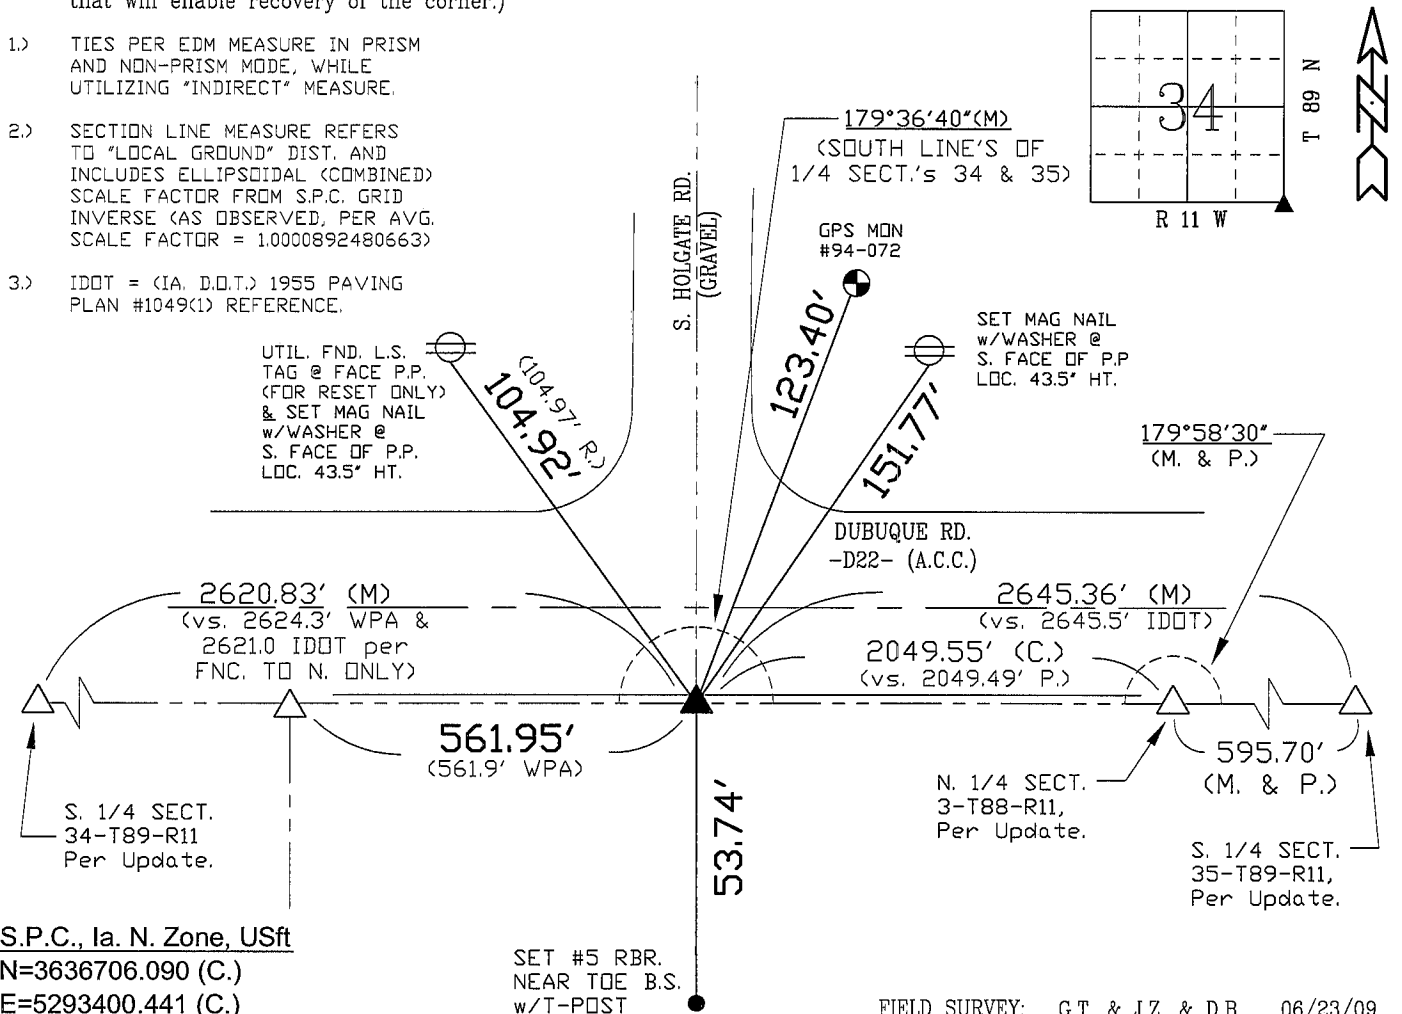 that will enable recovery of the corner.)
1.) TIES PER EDM MEASURE IN PRISM
AND NON-PRISM MODE, WHILE
UTILIZING "INDIRECT" MEASURE.
2.) SECTION LINE MEASURE REFERS
TO "LOCAL GROUND" DIST. AND
INCLUDES ELLIPSOIDAL (COMBINED)
SCALE FACTOR FROM S.P.C. GRID
INVERSE (AS OBSERVED, PER AVG.
SCALE FACTOR = 1.0000892480663)
3.) IDOT = (IA. D.O.T.) 1955 PAVING
PLAN #1049(1) REFERENCE.
34
T 89 N
R 11 W
N
179°36'40"(M)
(SOUTH LINE'S OF
1/4 SECT.'s 34 & 35)
S. HOLGATE RD.
(GRAVEL)
GPS MON
#94-072
123.40'
SET MAG NAIL
w/WASHER @
S. FACE OF P.P
LOC. 43.5" HT.
151.77'
UTIL. FND. L.S.
TAG @ FACE P.P.
(FOR RESET ONLY)
& SET MAG NAIL
w/WASHER @
S. FACE OF P.P.
LOC. 43.5" HT.
(104.97' R.)
104.92'
179°58'30"
(M. & P.)
DUBUQUE RD.
-D22- (A.C.C.)
2620.83' (M)
(vs. 2624.3' WPA &
2621.0 IDOT per
FNC. TO N. ONLY)
2645.36' (M)
(vs. 2645.5' IDOT)
2049.55' (C.)
(vs. 2049.49' P.)
561.95'
(561.9' WPA)
595.70'
(M. & P.)
53.74'
S. 1/4 SECT.
34-T89-R11
Per Update.
N. 1/4 SECT.
3-T88-R11,
Per Update.
S. 1/4 SECT.
35-T89-R11,
Per Update.
S.P.C., Ia. N. Zone, USft
N=3636706.090 (C.)
E=5293400.441 (C.)
SET #5 RBR.
NEAR TOE B.S.
w/T-POST
FIELD SURVEY: G.T. & J.Z. & D.B. 06/23/09